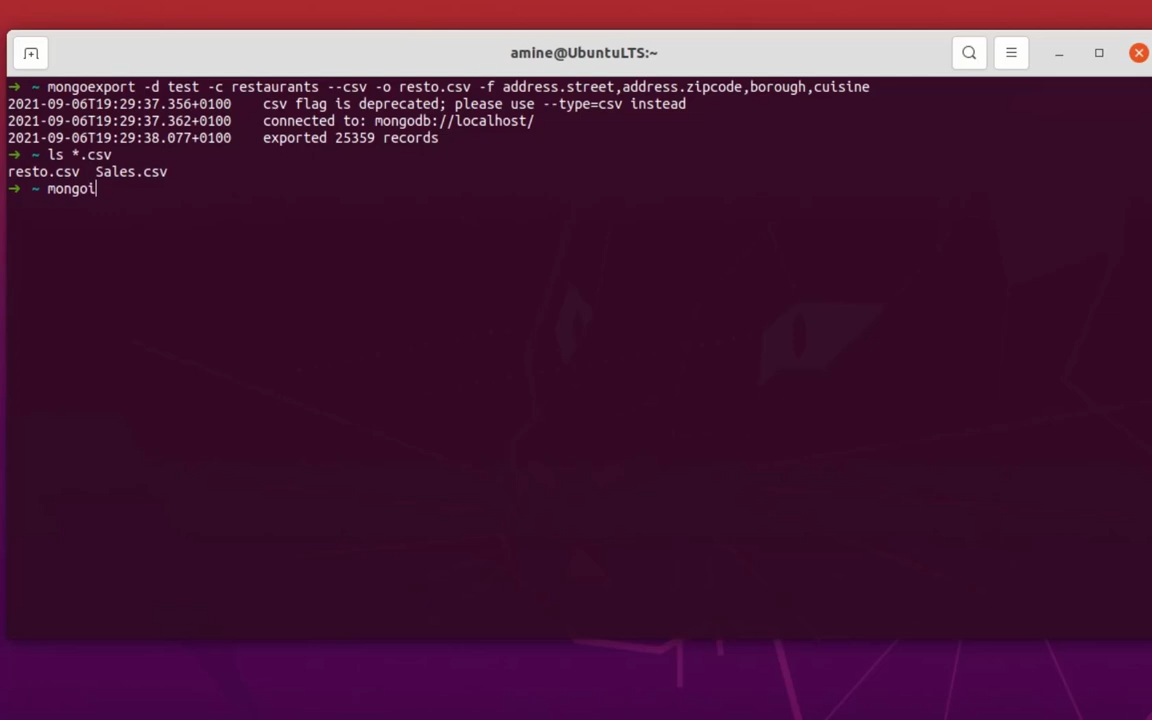 amine@UbuntuLTS:~
→ ~ mongoexport -d test -c restaurants --csv -o resto.csv -f address.street,address.zipcode,borough,cuisine
2021-09-06T19:29:37.356+0100    csv flag is deprecated; please use --type=csv instead
2021-09-06T19:29:37.362+0100    connected to: mongodb://localhost/
2021-09-06T19:29:38.077+0100    exported 25359 records
→ ~ ls *.csv
resto.csv  Sales.csv
→ ~ mongoi